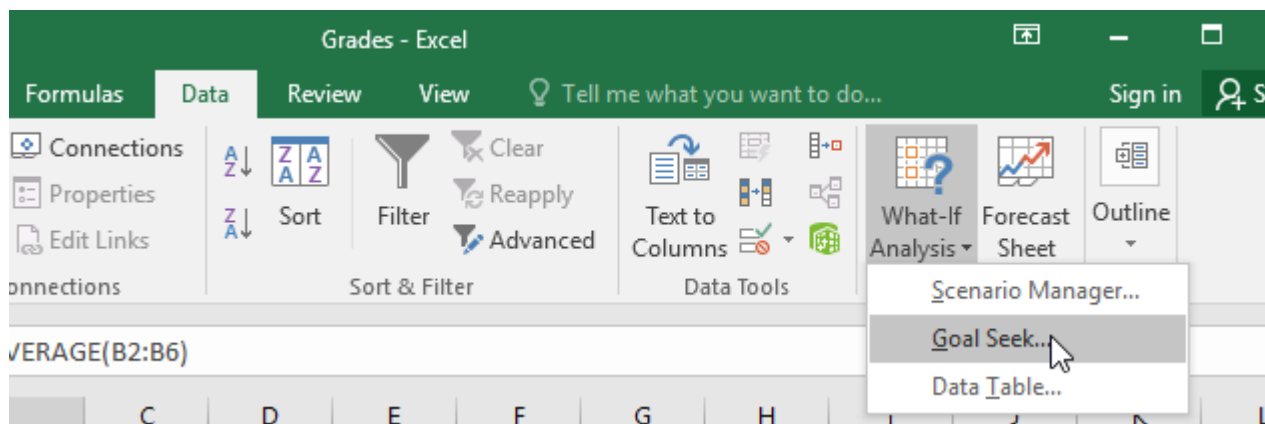 Grades - Excel
Formulas Data Review View Tell me what you want to do... Sign in S
Connections
Properties
Edit Links
A Z
Z A
Z A
A Z
Sort
Filter
Clear
Reapply
Advanced
Text to
Columns
What-If
Analysis
Forecast
Sheet
Outline
onnections Sort & Filter Data Tools
Scenario Manager...
Goal Seek...
Data Table...
VERAGE(B2:B6)
C D E F G H